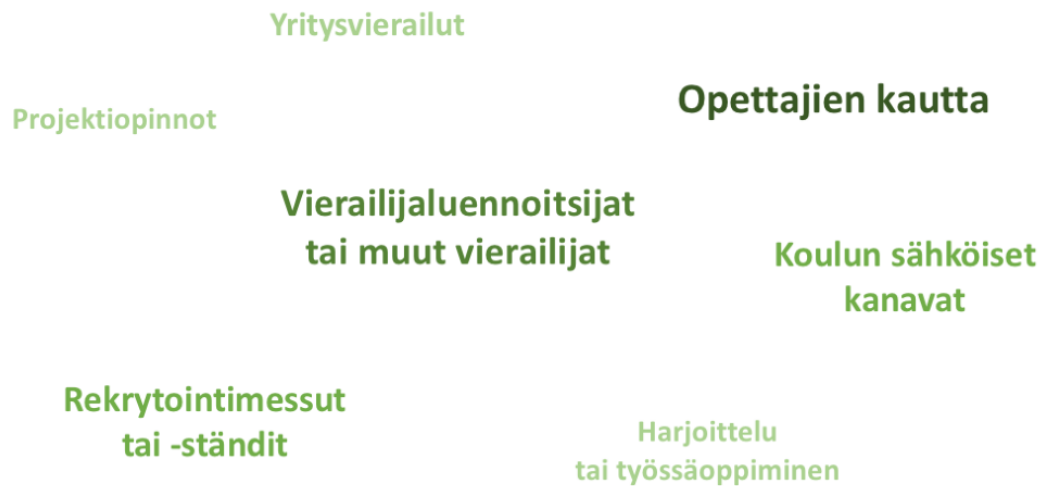 Yritysvierailut
Opettajien kautta
Projektiopinnot
Vierailijaluennoitsijat
tai muut vierailijat
Koulun sähköiset
kanavat
Rekrytointimessut
tai -ständit
Harjoittelu
tai työssäoppiminen